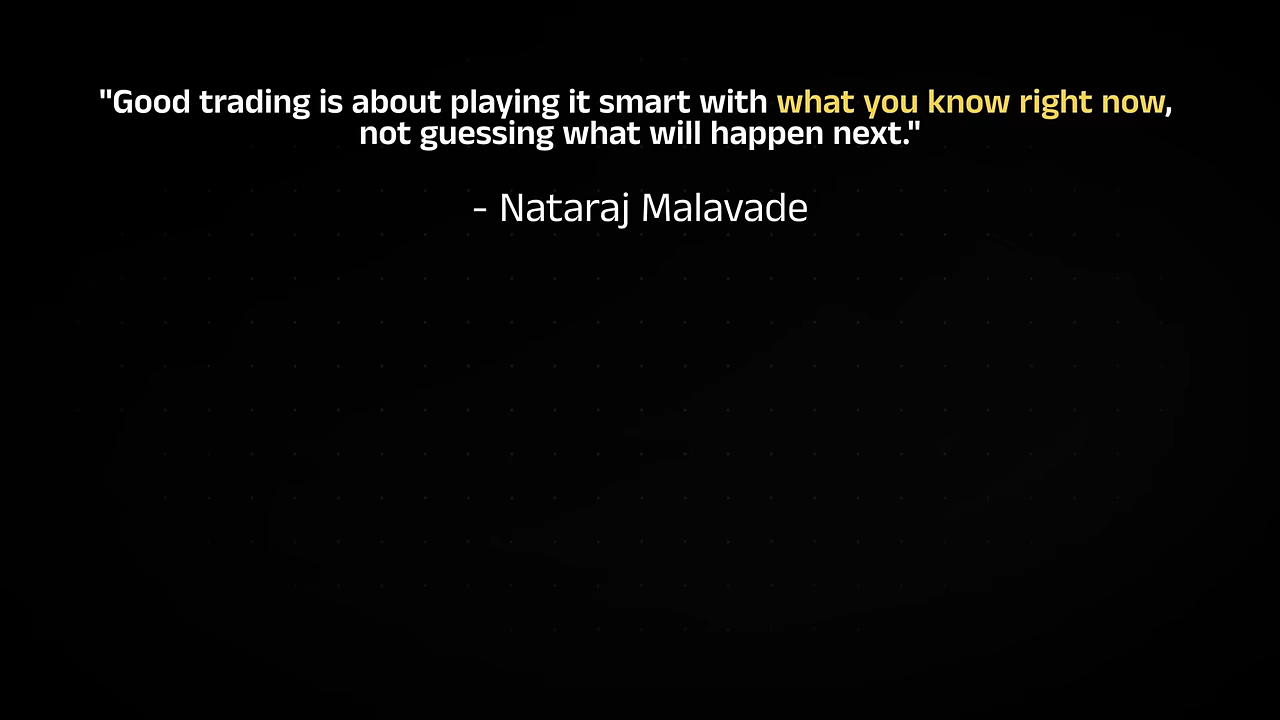 "Good trading is about playing it smart with what you know right now,
not guessing what will happen next."
- Nataraj Malavade